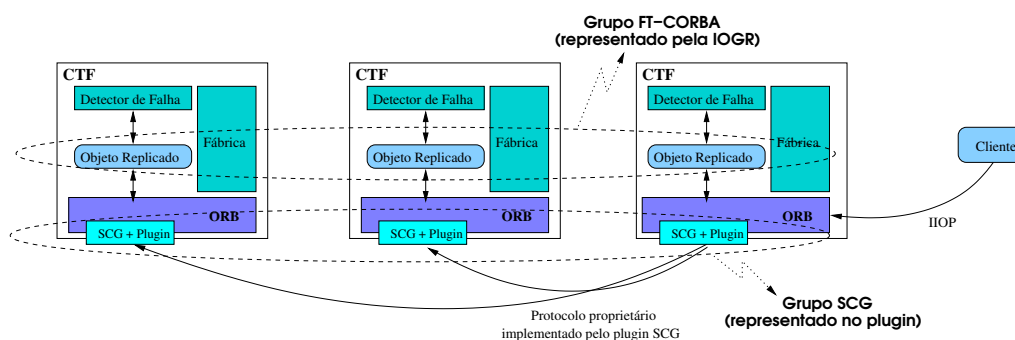 Grupo FT−CORBA
(representado pela IOGR)
CTF
Detector de Falha
Fábrica
Objeto Replicado
ORB
SCG + Plugin
CTF
Detector de Falha
Fábrica
Objeto Replicado
ORB
SCG + Plugin
CTF
Detector de Falha
Fábrica
Objeto Replicado
ORB
SCG + Plugin
Cliente
IIOP
Protocolo proprietário
implementado pelo plugin SCG
Grupo SCG
(representado no plugin)